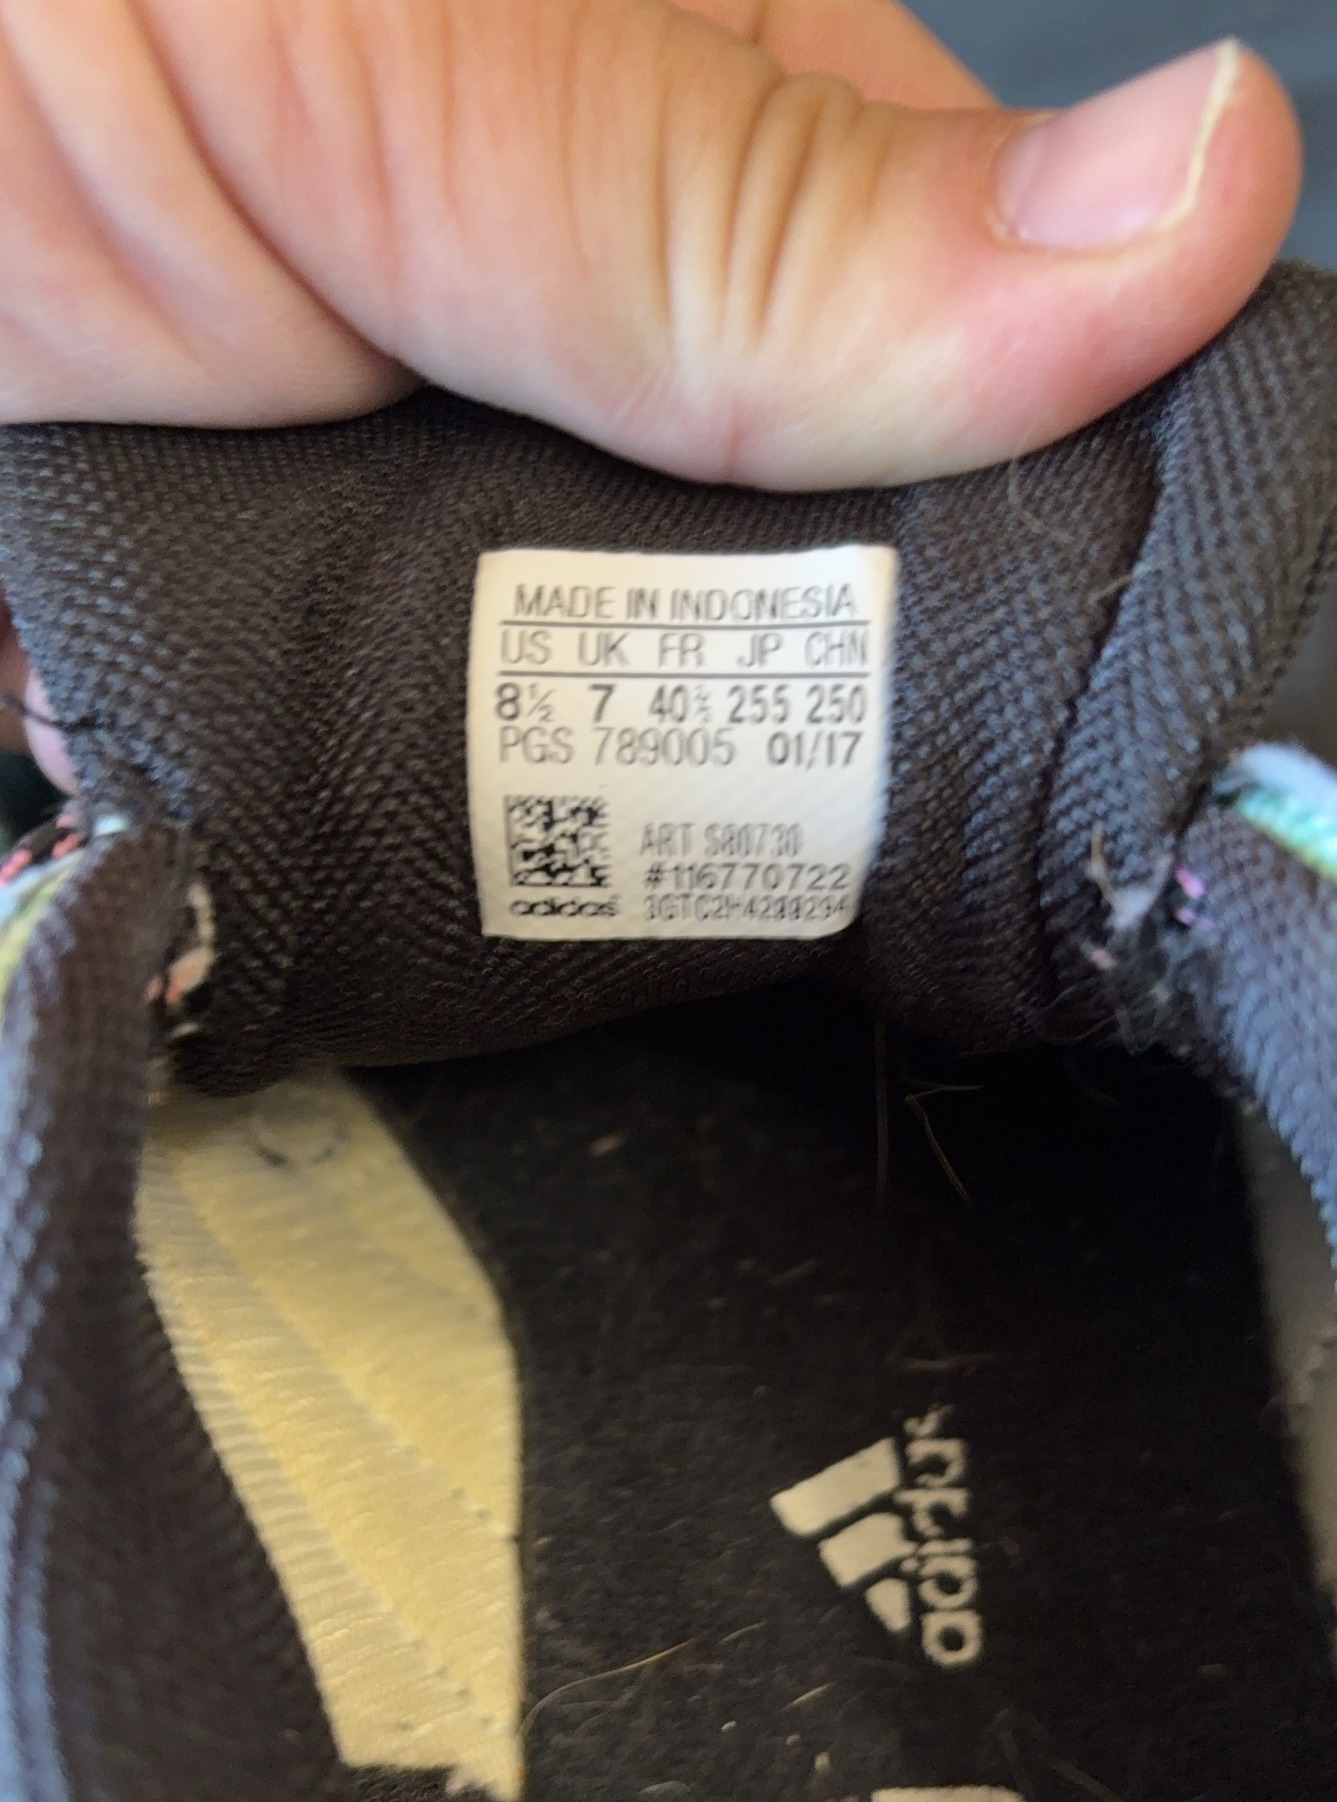 MADE IN INDONESIA
US UK FR JP CHN
8½ 7 40⅔ 255 250
PGS 789005 01/17
ART S80730
#116770722
adidas
adidas